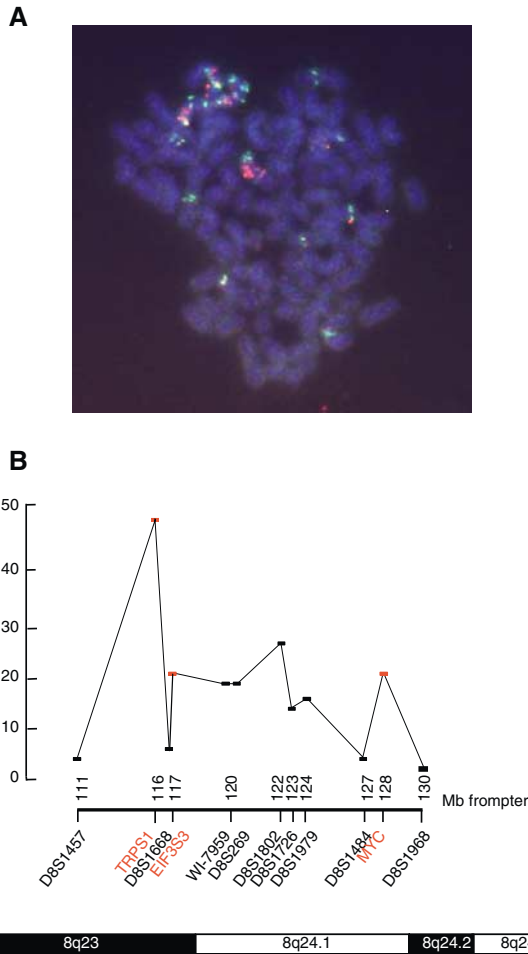 A
B
50
40
30
20
10
0
111
116
117
120
122
123
124
127
128
130
Mb frompter
D8S1457
TRPS1
D8S1668
EIF3S3
WI-7959
D8S269
D8S1802
D8S1726
D8S1979
D8S1484
MYC
D8S1968
8q23
8q24.1
8q24.2
8q2